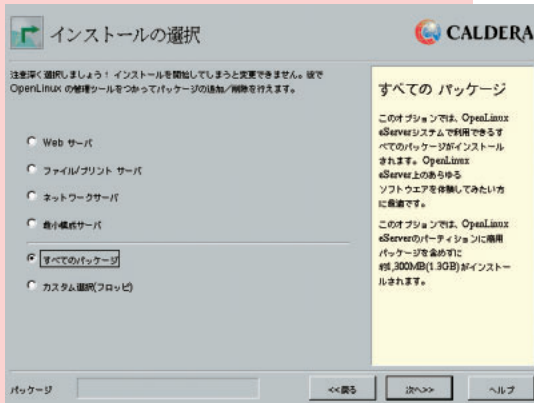 インストールの選択
CALDERA
注意深く選択しましょう！インストールを開始してしまうと変更できません。後で
OpenLinux の管理ツールをつかってパッケージの追加／削除を行えます。
Web サーバ
ファイル/プリント サーバ
ネットワークサーバ
最小構成サーバ
すべてのパッケージ
カスタム選択(フロッピ)
すべての パッケージ
このオプションでは、OpenLinux
eServerシステムで利用できるす
べてのパッケージがインストール
されます。OpenLinux
eServer上のあらゆる
ソフトウエアを体験してみたい方
に最適です。
このオプションでは、OpenLinux
eServerのパーティションに商用
パッケージを含めずに
約1,300MB(1.3GB)がインストー
ルされます。
パッケージ
<<戻る
次へ>>
ヘルプ